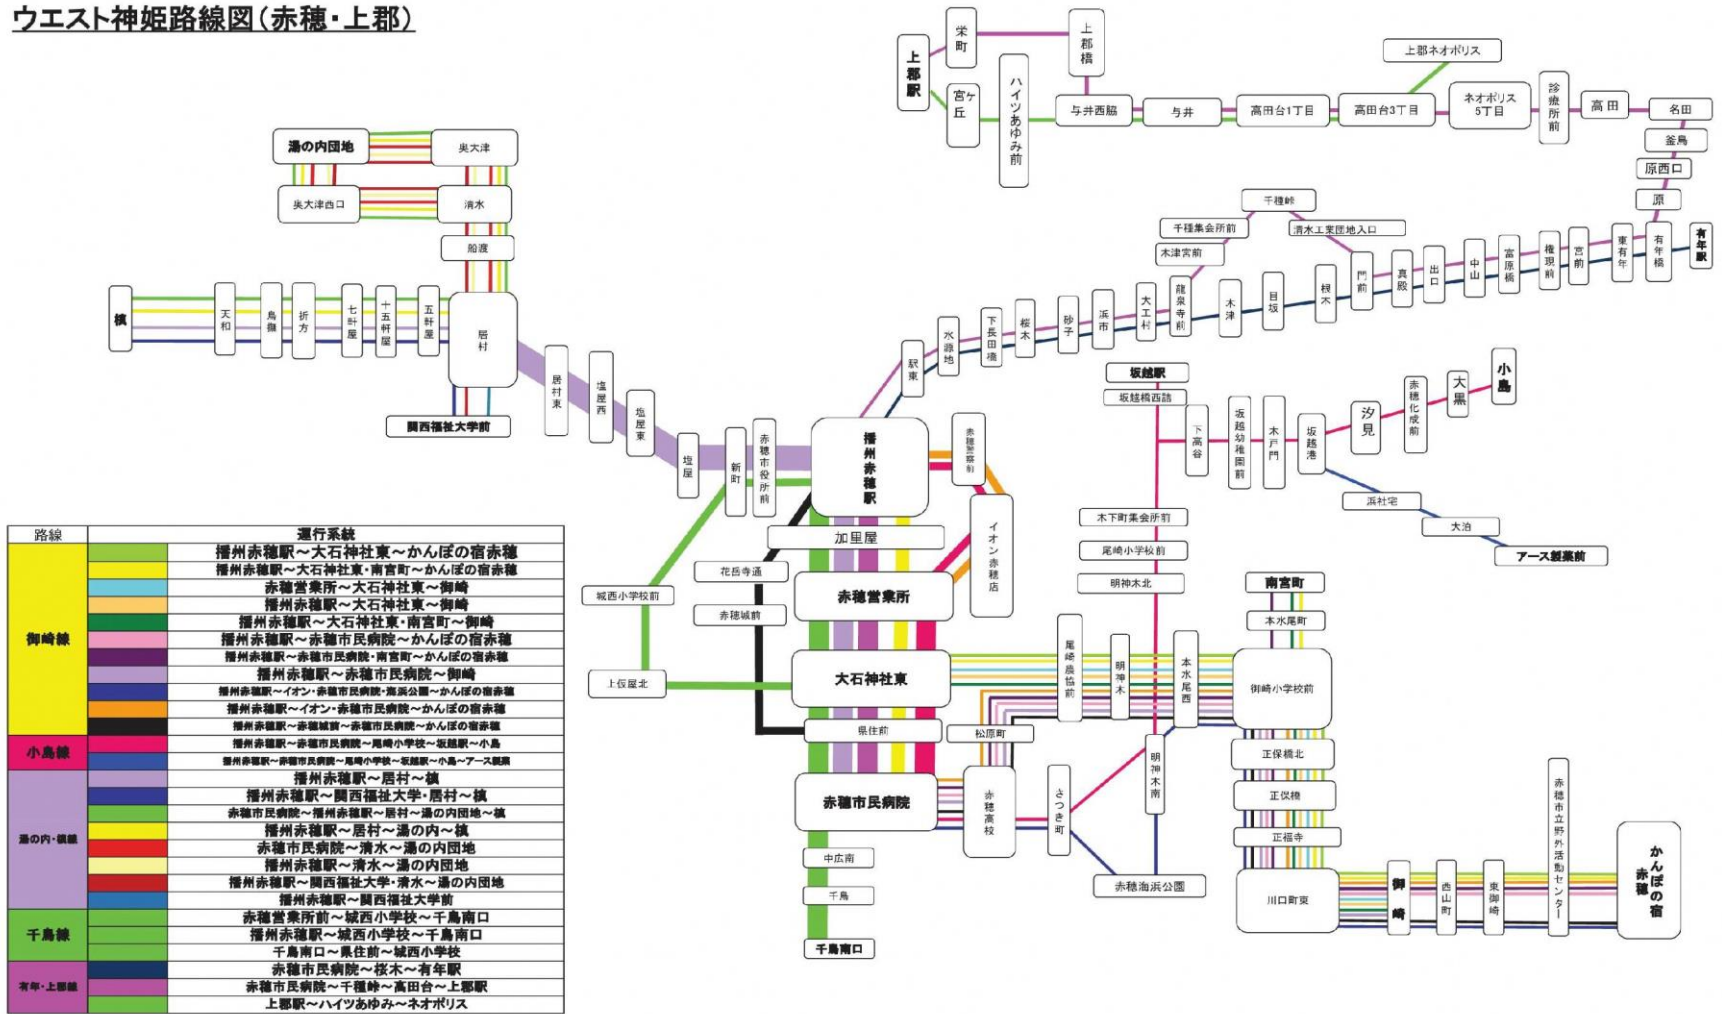 ウエスト神姫路線図(赤穂・上郡)
上郡駅
栄町
上郡橋
宮ヶ丘
ハイツあゆみ前
与井西脇
与井
高田台1丁目
高田台3丁目
上郡ネオポリス
ネオポリス5丁目
診療所前
高田
名田
釜島
原西口
原
有年駅
有年橋
東有年
宮前
権現前
富原橋
中山
出口
真殿
門前
清水工業団地入口
千種峠
千種集会所前
木津宮前
根木
目坂
木津
龍泉寺前
大工村
浜市
砂子
桜木
下長田橋
水源地
駅東
湯の内団地
奥大津
奥大津西口
清水
船渡
槙
天和
鳥撫
折方
七軒屋
十五軒屋
五軒屋
居村
関西福祉大学前
居村東
塩屋西
塩屋東
塩屋
新町
赤穂市役所前
播州赤穂駅
赤穂警察前
イオン赤穂店
加里屋
花岳寺通
赤穂城前
城西小学校前
上仮屋北
赤穂営業所
大石神社東
県住前
赤穂市民病院
中広南
千鳥
千鳥南口
松原町
赤穂高校
さつき町
赤穂海浜公園
明神木南
坂越駅
坂越橋西詰
下高谷
坂越幼稚園前
木戸門
坂越港
汐見
赤穂化成前
大黒
小島
浜社宅
大泊
アース製薬前
木下町集会所前
尾崎小学校前
明神木北
尾崎農協前
明神木
本水尾西
南宮町
本水尾町
御崎小学校前
正保橋北
正保橋
正福寺
川口町東
御崎
西山町
東御崎
赤穂市立野外活動センター
かんぽの宿赤穂
路線 運行系統
御崎線
播州赤穂駅～大石神社東～かんぽの宿赤穂
播州赤穂駅～大石神社東・南宮町～かんぽの宿赤穂
赤穂営業所～大石神社東～御崎
播州赤穂駅～大石神社東～御崎
播州赤穂駅～大石神社東・南宮町～御崎
播州赤穂駅～赤穂市民病院～かんぽの宿赤穂
播州赤穂駅～赤穂市民病院・南宮町～かんぽの宿赤穂
播州赤穂駅～赤穂市民病院～御崎
播州赤穂駅～イオン・赤穂市民病院・海浜公園～かんぽの宿赤穂
播州赤穂駅～イオン・赤穂市民病院～かんぽの宿赤穂
播州赤穂駅～赤穂城前～赤穂市民病院～かんぽの宿赤穂
小島線
播州赤穂駅～赤穂市民病院～尾崎小学校～坂越駅～小島
播州赤穂駅～赤穂市民病院～尾崎小学校～坂越駅～小島～アース製薬
湯の内・槙線
播州赤穂駅～居村～槙
播州赤穂駅～関西福祉大学・居村～槙
赤穂市民病院～播州赤穂駅～居村～湯の内団地～槙
播州赤穂駅～居村～湯の内～槙
赤穂市民病院～清水～湯の内団地
播州赤穂駅～清水～湯の内団地
播州赤穂駅～関西福祉大学・清水～湯の内団地
播州赤穂駅～関西福祉大学前
千鳥線
赤穂営業所前～城西小学校～千鳥南口
播州赤穂駅～城西小学校～千鳥南口
千鳥南口～県住前～城西小学校
有年・上郡線
赤穂市民病院～桜木～有年駅
赤穂市民病院～千種峠～高田台～上郡駅
上郡駅～ハイツあゆみ～ネオポリス